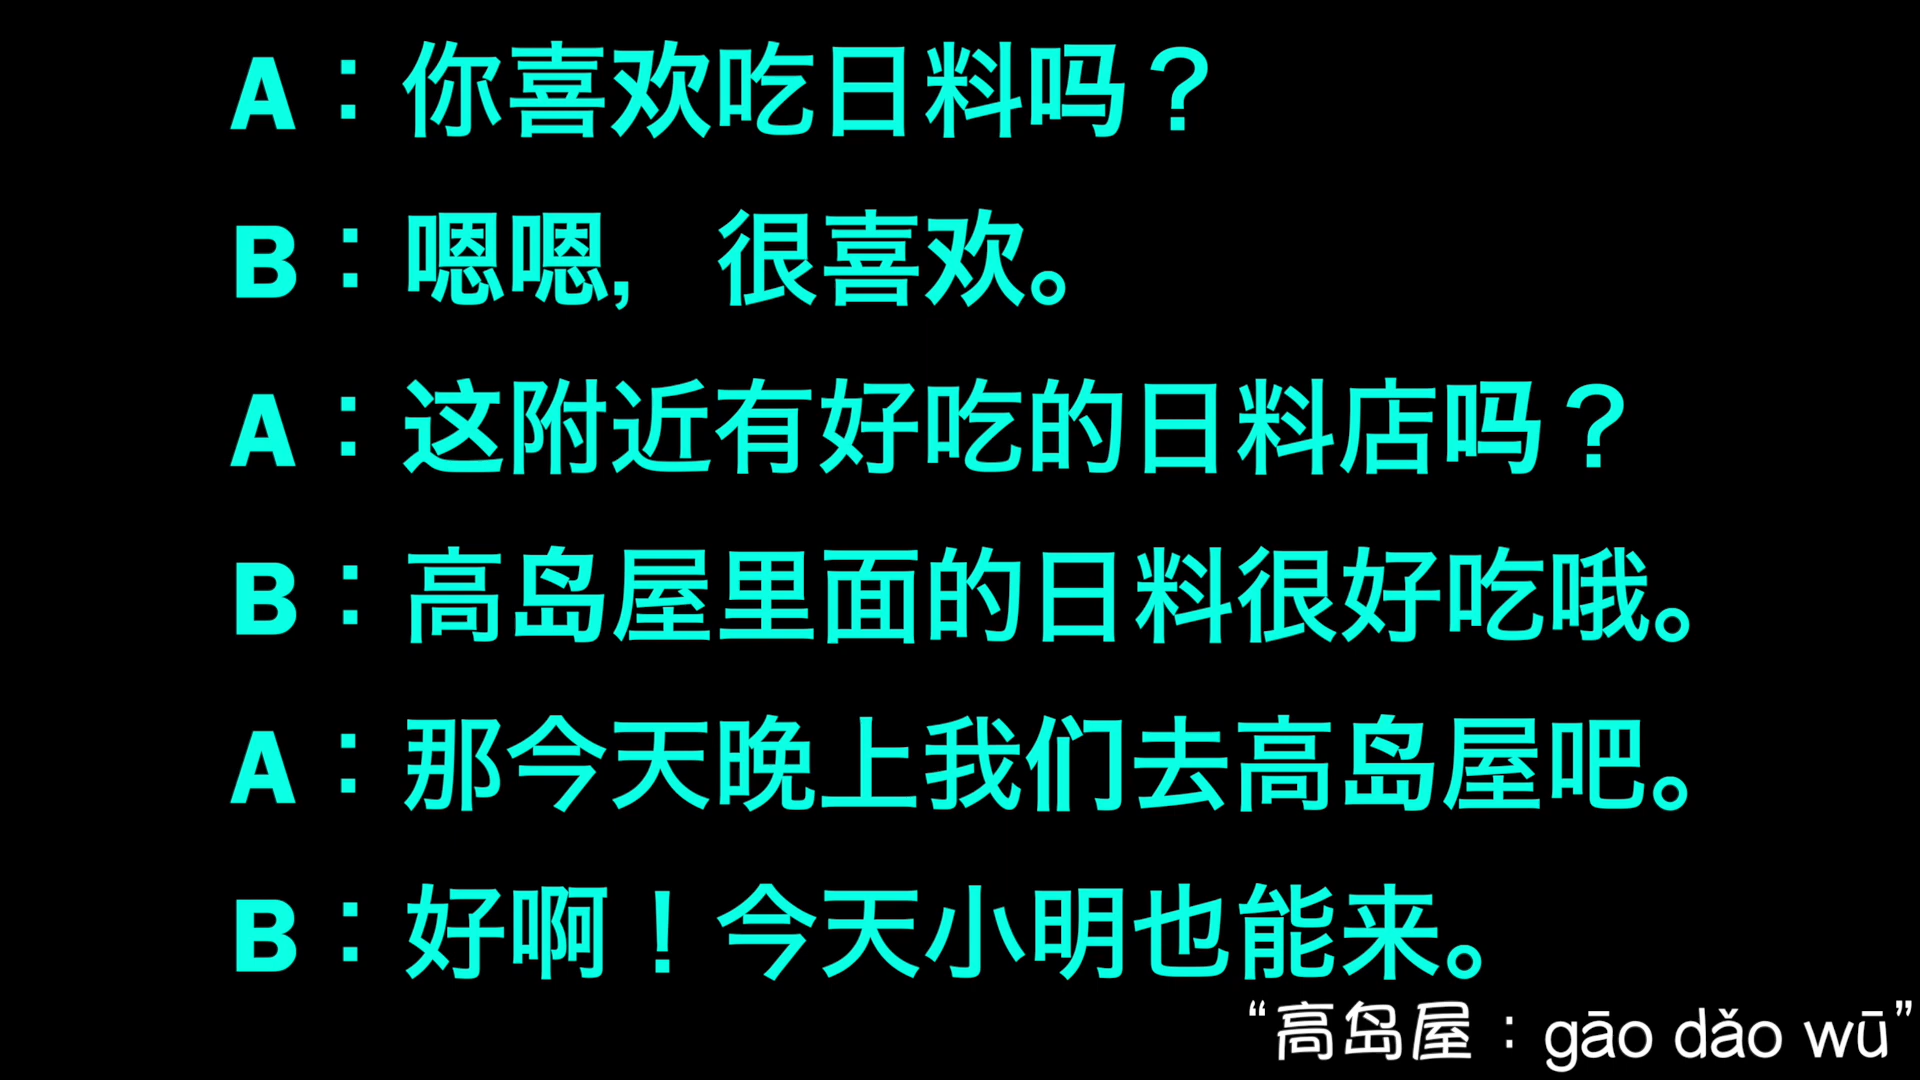 A：你喜欢吃日料吗？
B：嗯嗯，很喜欢。
A：这附近有好吃的日料店吗？
B：高岛屋里面的日料很好吃哦。
A：那今天晚上我们去高岛屋吧。
B：好啊！今天小明也能来。
“高岛屋：gāo dǎo wū”